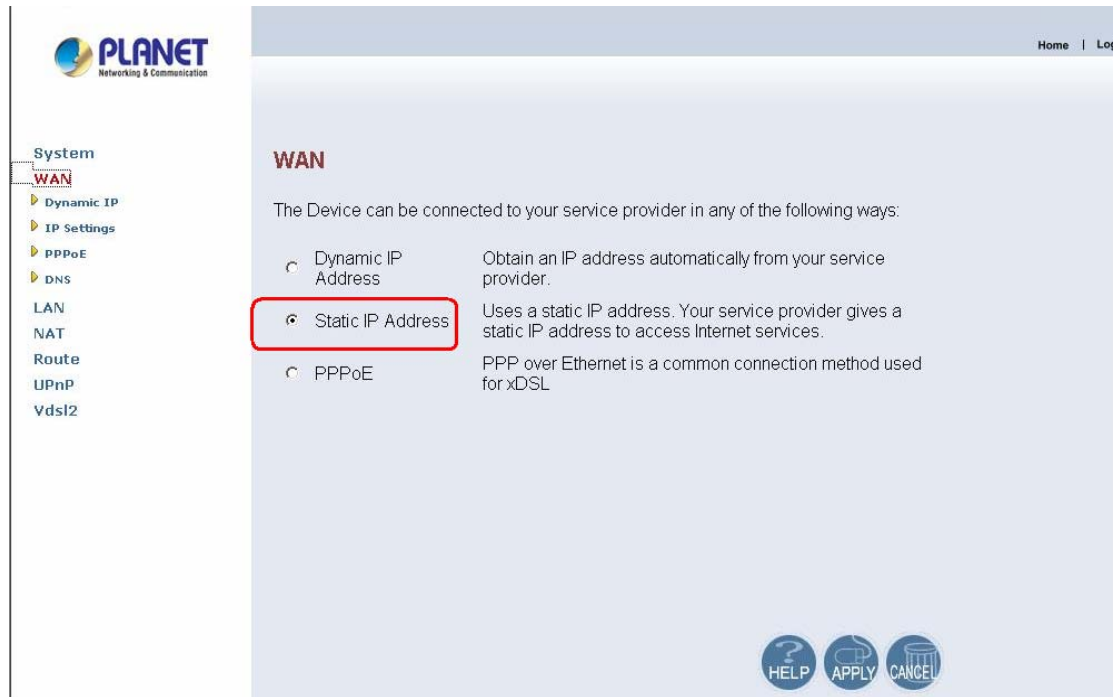 PLANET
Networking & Communication
Home | Log
System
WAN
Dynamic IP
IP Settings
PPPoE
DNS
LAN
NAT
Route
UPnP
Vdsl2
WAN
The Device can be connected to your service provider in any of the following ways:
Dynamic IP Address
Obtain an IP address automatically from your service
provider.
Static IP Address
Uses a static IP address. Your service provider gives a
static IP address to access Internet services.
PPPoE
PPP over Ethernet is a common connection method used
for xDSL
HELP
APPLY
CANCEL